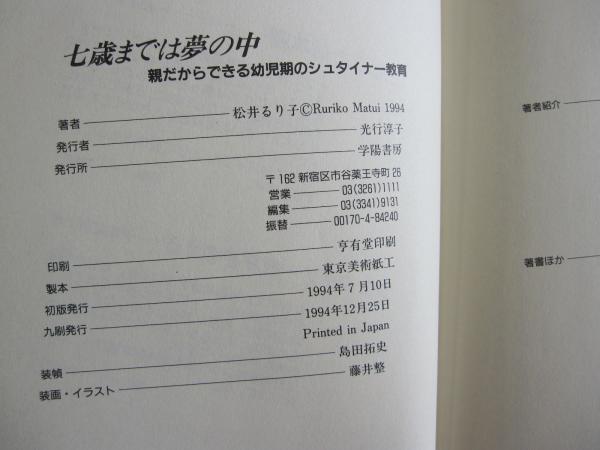 七歳までは夢の中
親だからできる幼児期のシュタイナー教育
著者 松井るり子©Ruriko Matui 1994
発行者 光行淳子
発行所 学陽書房
〒162 新宿区市谷薬王寺町26
営業 03(3261)1111
編集 03(3341)9131
振替 00170-4-84240
印刷 亨有堂印刷
製本 東京美術紙工
初版発行 1994年7月10日
九刷発行 1994年12月25日
Printed in Japan
装幀 島田拓史
装画・イラスト 藤井整
著者紹介
著書ほか